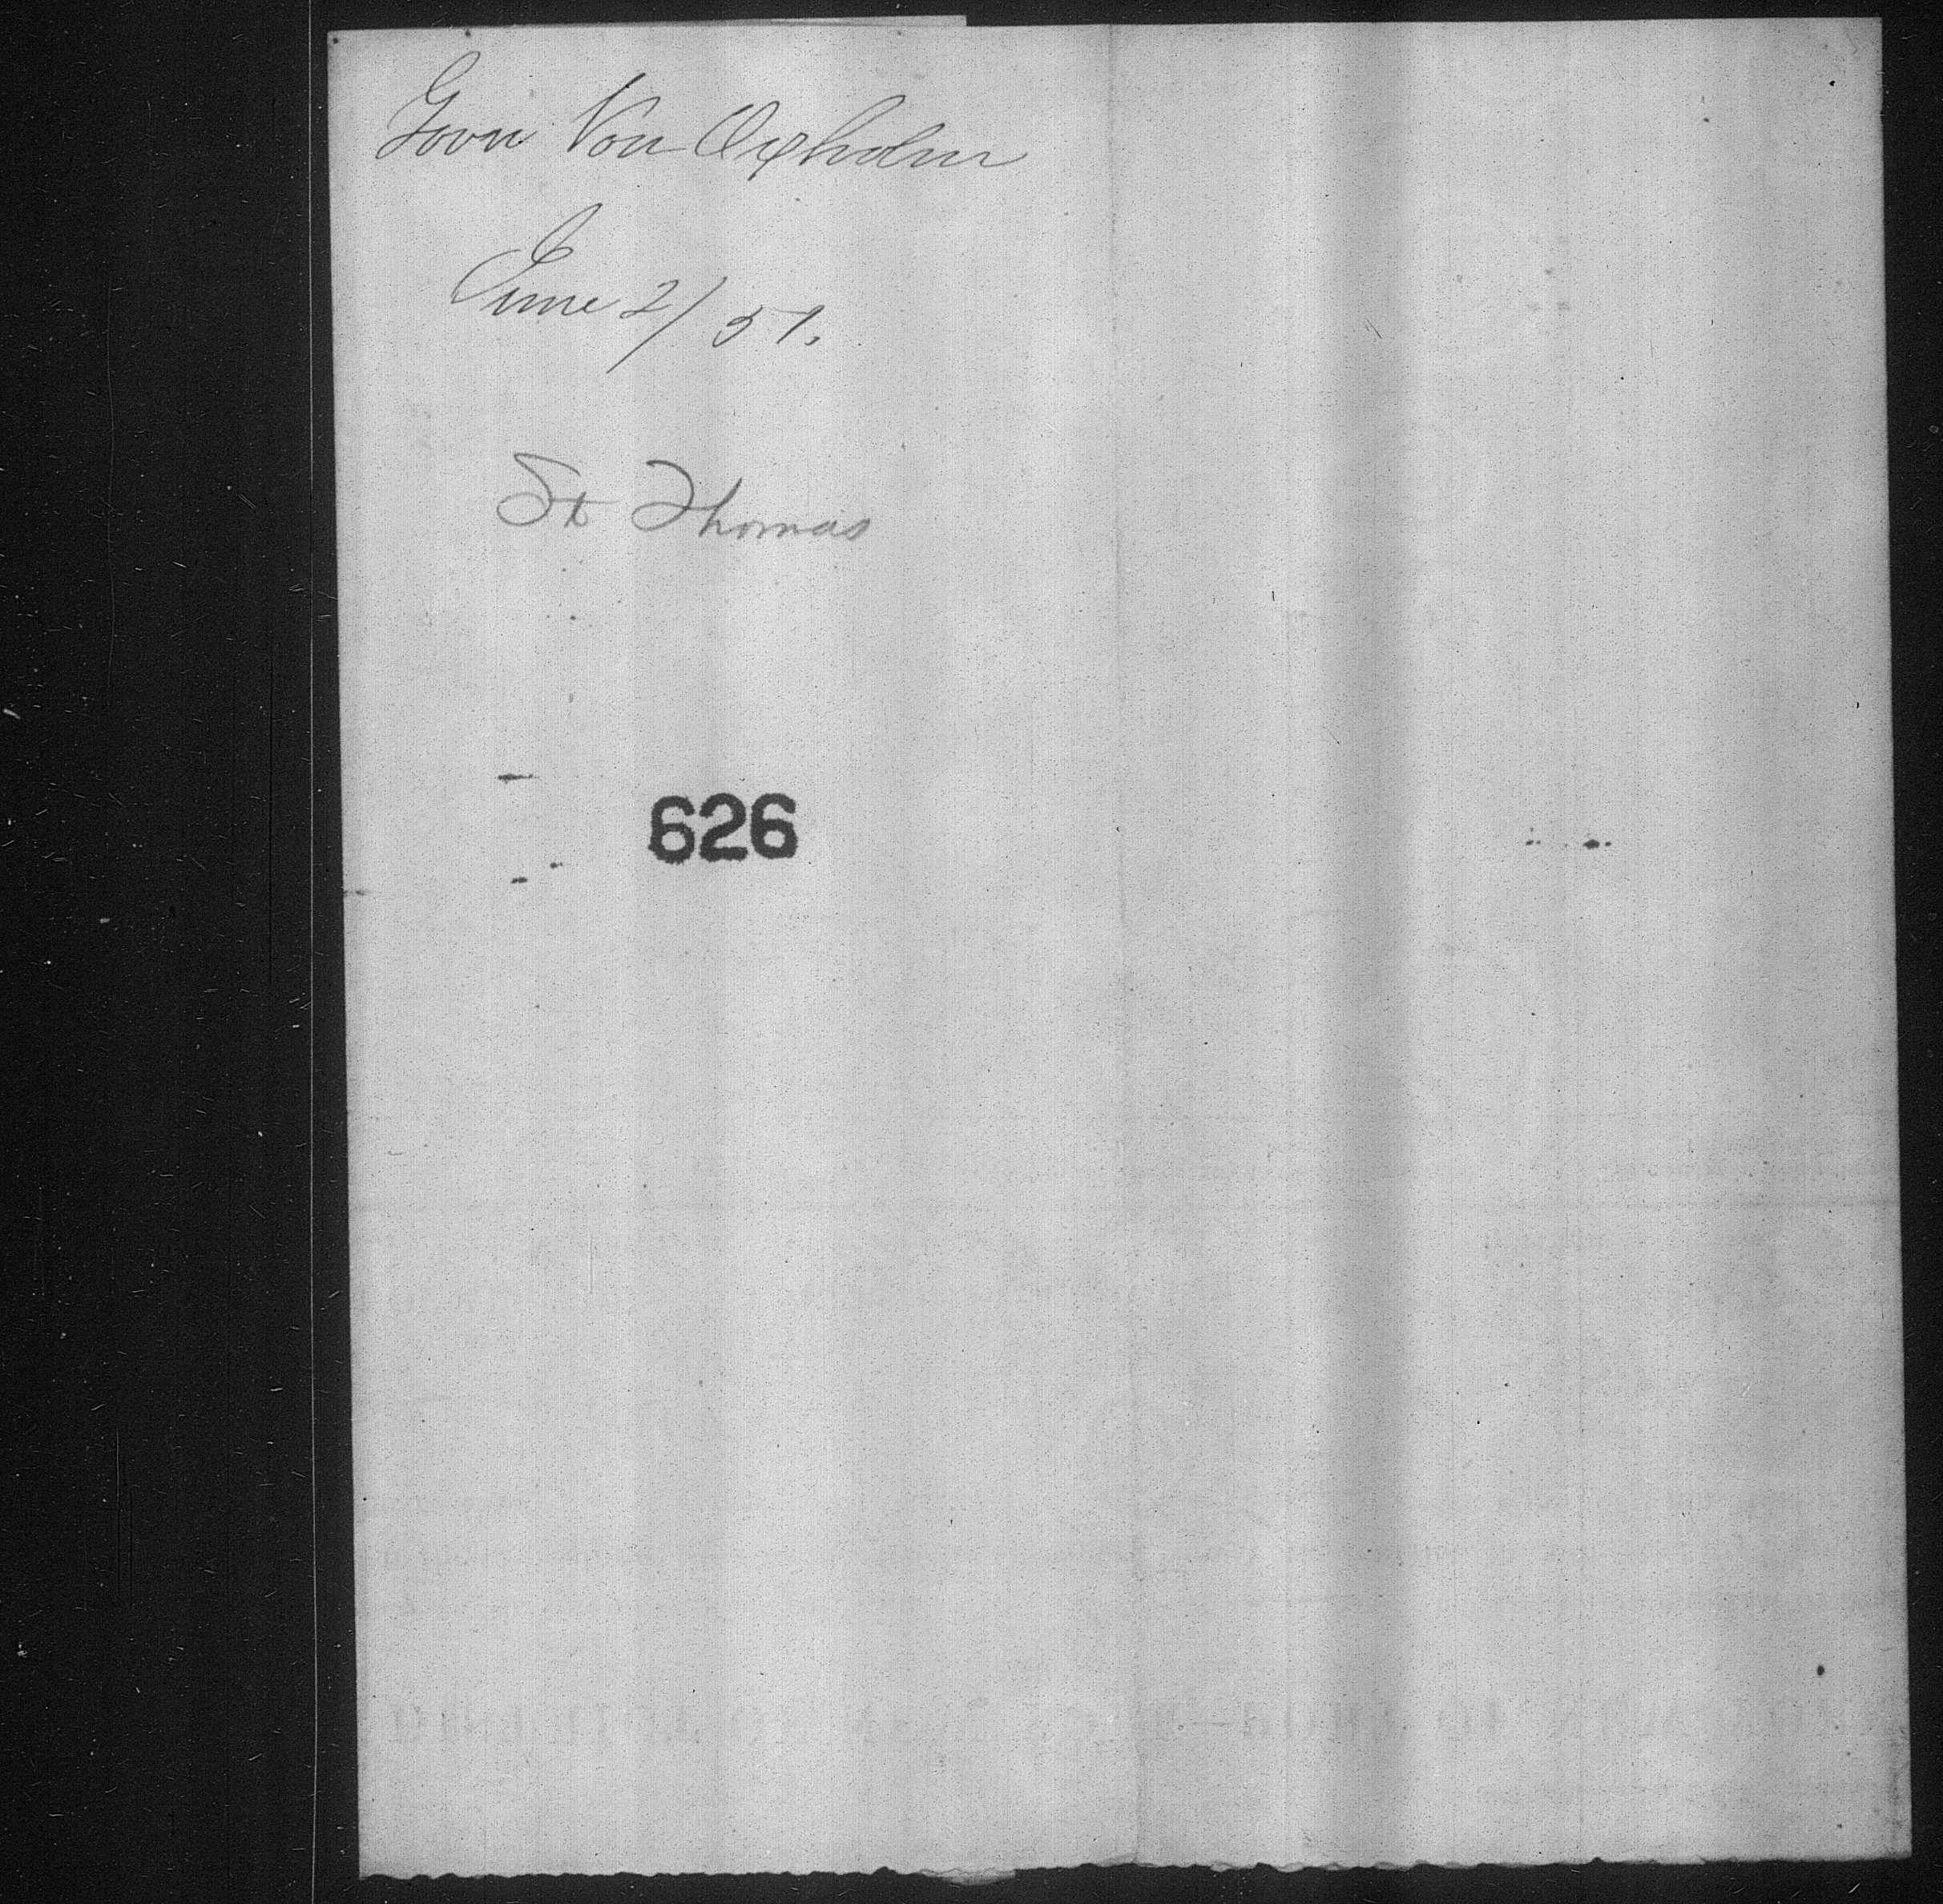 Govr Von Oxholm
June 2/51.
St Thomas
626